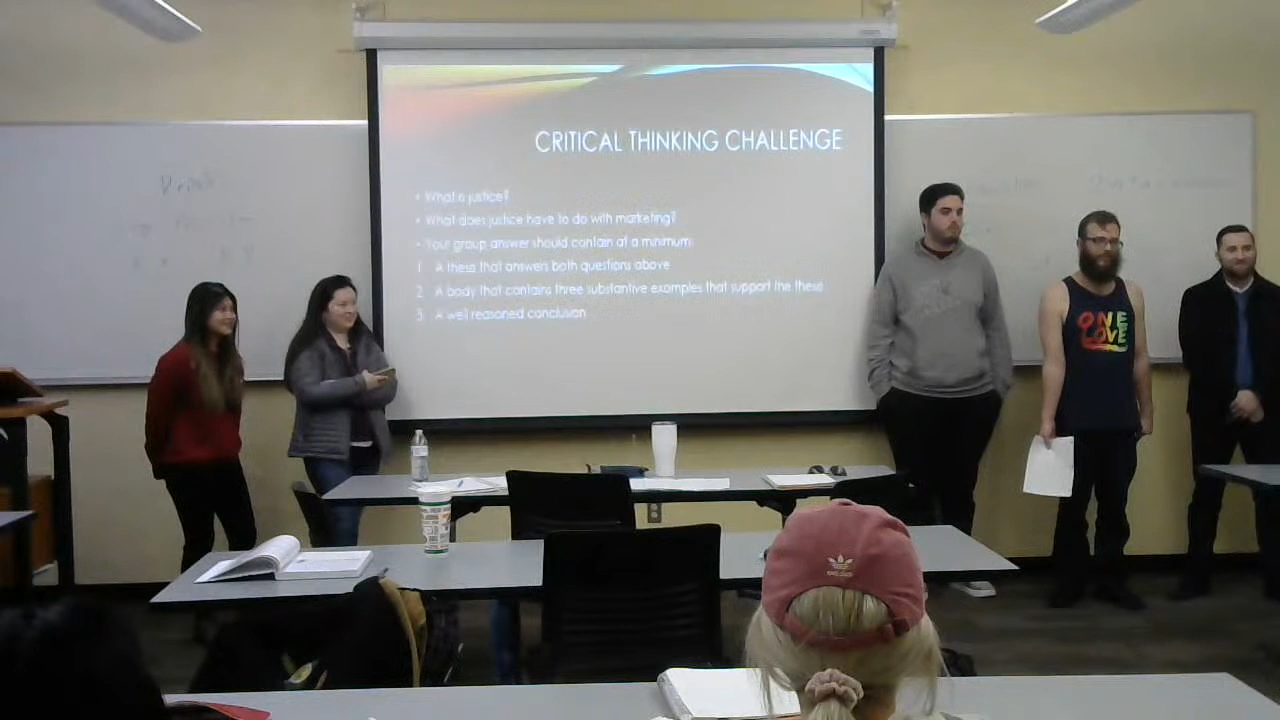 CRITICAL THINKING CHALLENGE
• What is justice?
• What does justice have to do with marketing?
• Your group answer should contain at a minimum:
1. A thesis that answers both questions above
2. A body that contains three substantive examples that support the thesis
3. A well reasoned conclusion
ONE
LOVE
adidas